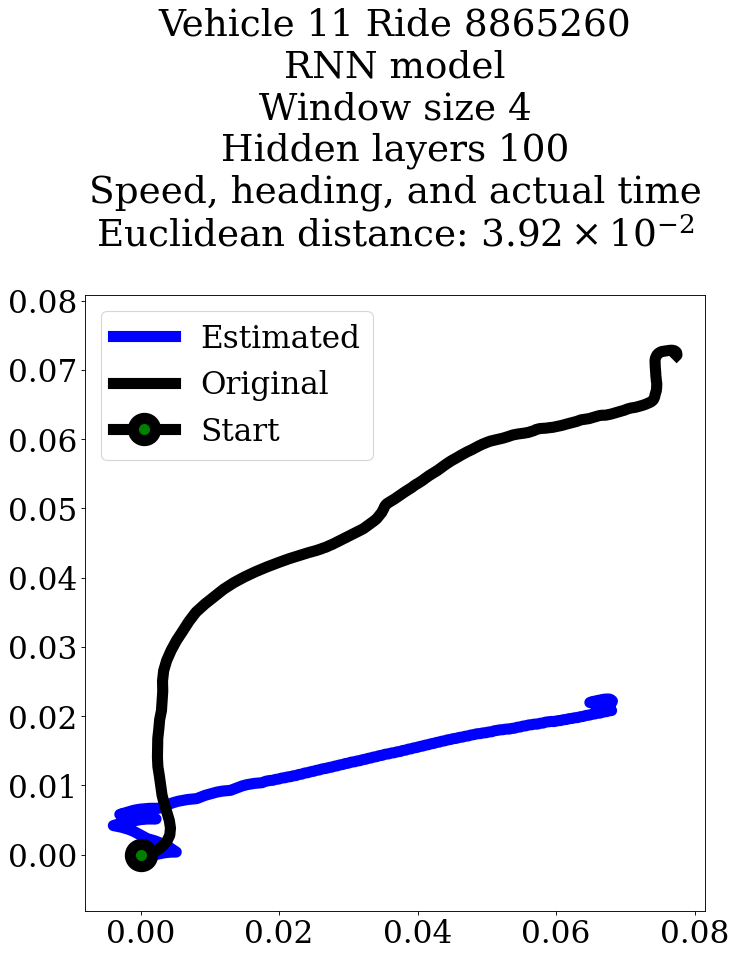 Vehicle 11 Ride 8865260
RNN model
Window size 4
Hidden layers 100
Speed, heading, and actual time
Euclidean distance: 3.92 × 10⁻²
0.08
0.07
0.06
0.05
0.04
0.03
0.02
0.01
0.00
Estimated
Original
Start
0.00 0.02 0.04 0.06 0.08